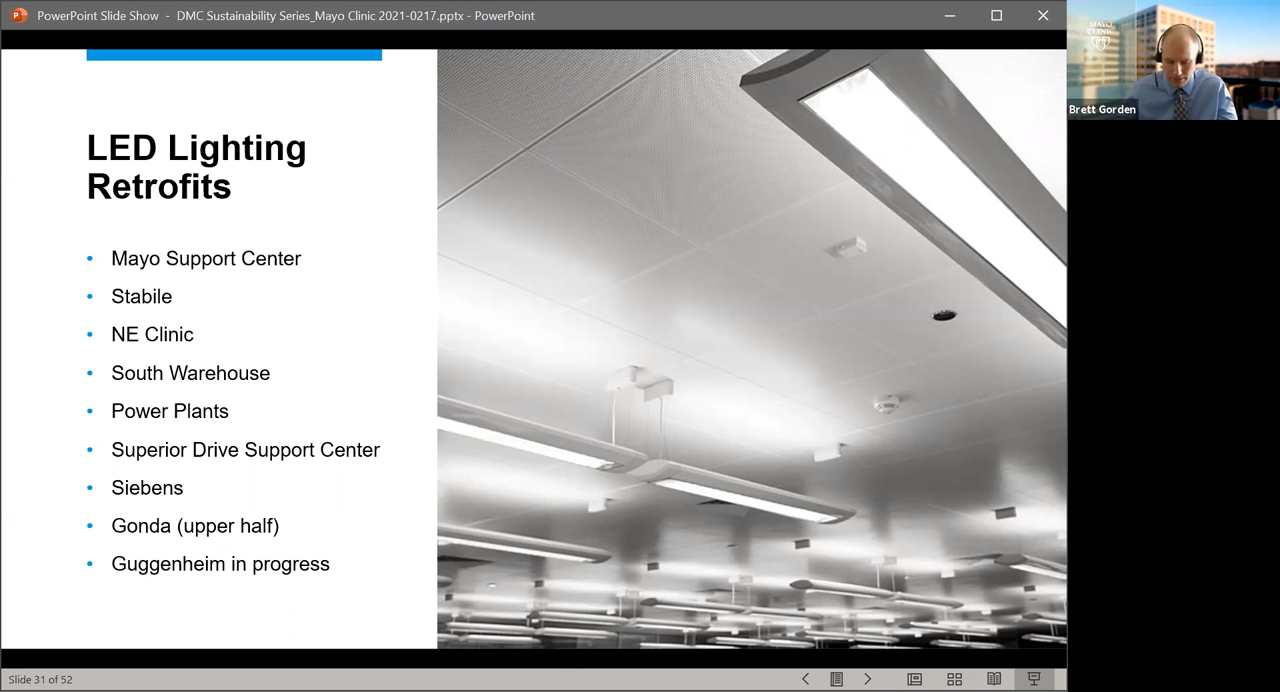 PowerPoint Slide Show - DMC Sustainability Series_Mayo Clinic 2021-0217.pptx - PowerPoint
MAYO
CLINIC
Brett Gorden
LED Lighting
Retrofits
• Mayo Support Center
• Stabile
• NE Clinic
• South Warehouse
• Power Plants
• Superior Drive Support Center
• Siebens
• Gonda (upper half)
• Guggenheim in progress
Slide 31 of 52